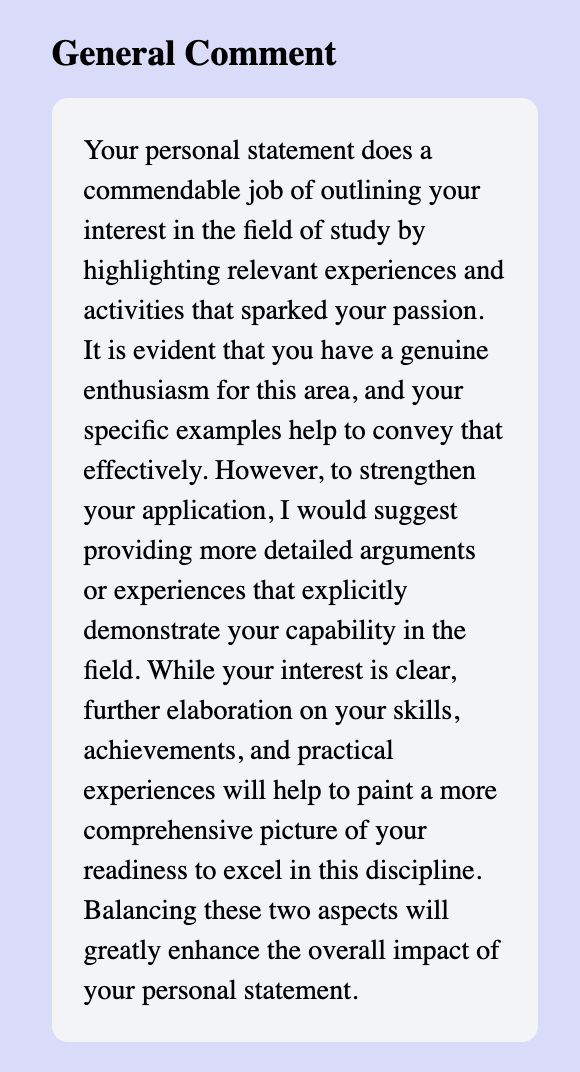 General Comment
Your personal statement does a
commendable job of outlining your
interest in the field of study by
highlighting relevant experiences and
activities that sparked your passion.
It is evident that you have a genuine
enthusiasm for this area, and your
specific examples help to convey that
effectively. However, to strengthen
your application, I would suggest
providing more detailed arguments
or experiences that explicitly
demonstrate your capability in the
field. While your interest is clear,
further elaboration on your skills,
achievements, and practical
experiences will help to paint a more
comprehensive picture of your
readiness to excel in this discipline.
Balancing these two aspects will
greatly enhance the overall impact of
your personal statement.